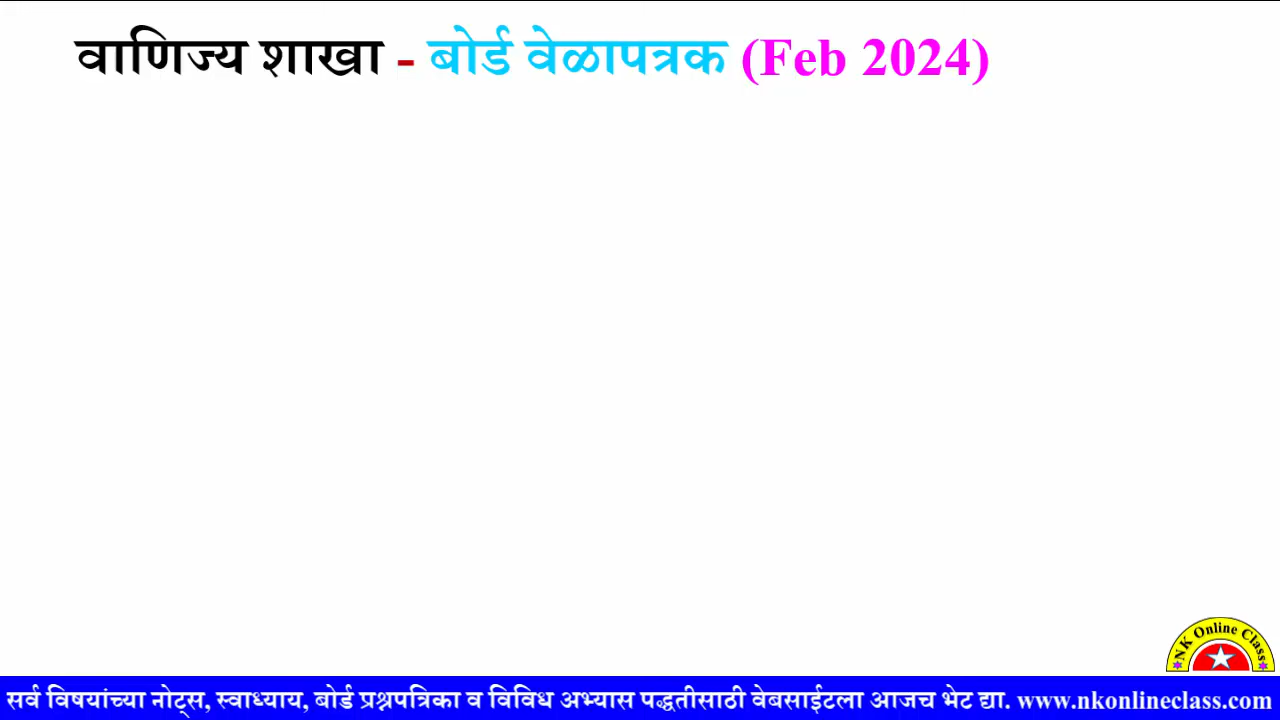 वाणिज्य शाखा - बोर्ड वेळापत्रक (Feb 2024)
NK Online Class
सर्व विषयांच्या नोट्स, स्वाध्याय, बोर्ड प्रश्नपत्रिका व विविध अभ्यास पद्धतीसाठी वेबसाईटला आजच भेट द्या. www.nkonlineclass.com